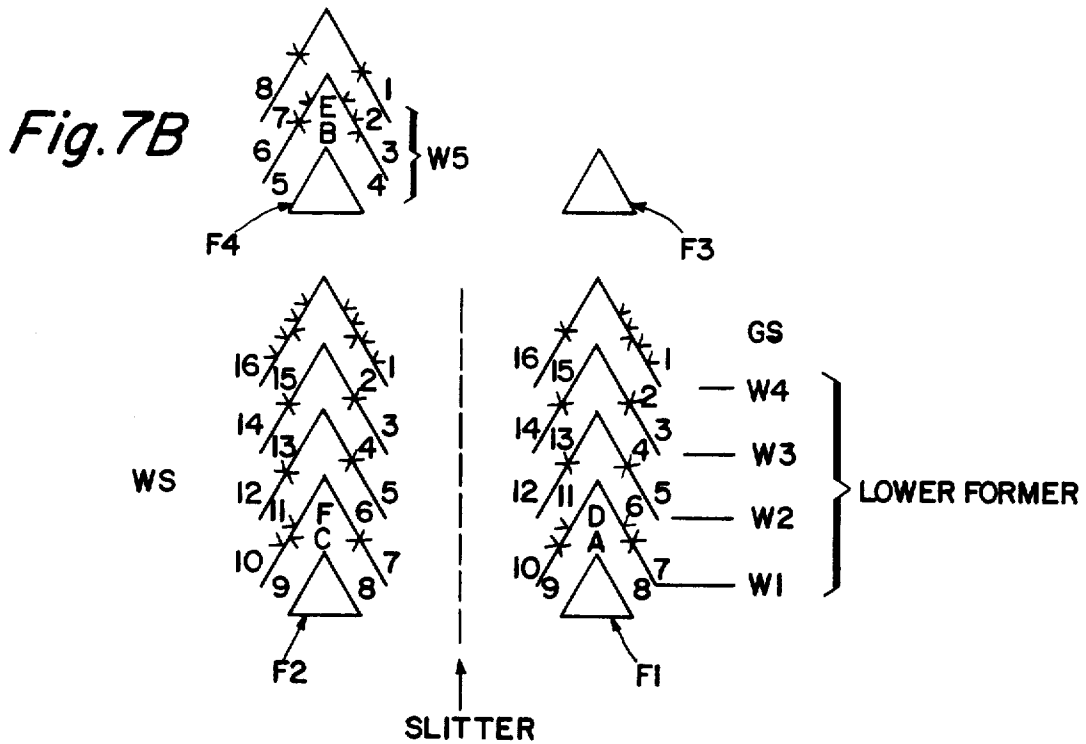 Fig.7B
8 1
7 E 2
B
6 3
5 4
W5
F4
F3
16 1 16 1
GS
15 2 15 2
W4
14 3 14 3
13 4 13 4
W3
WS
12 5 12 5
LOWER FORMER
11 F 6 11 D 6
W2
C A
10 7 10 7
9 8 9 8
W1
F2
F1
SLITTER